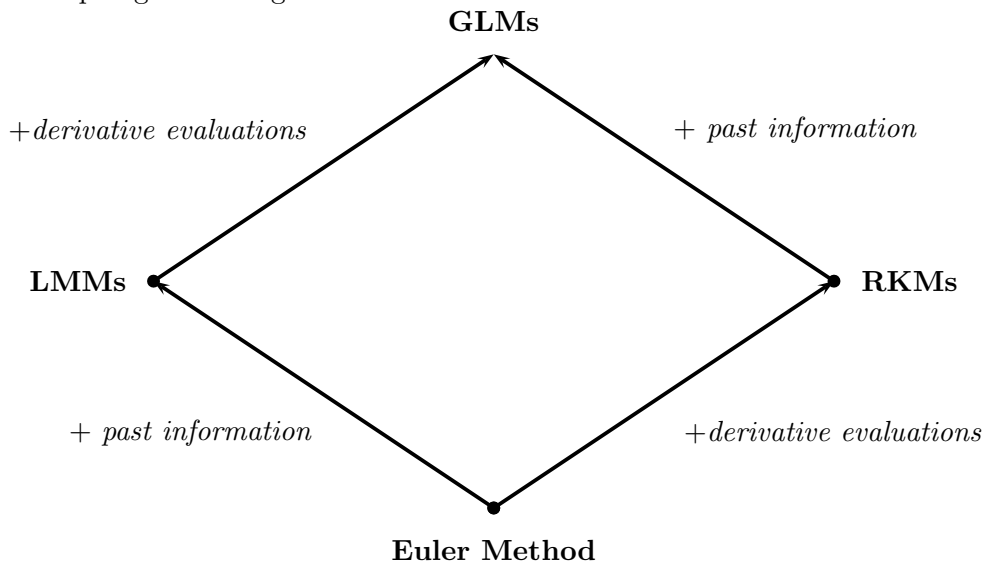 GLMs
+derivative evaluations
+ past information
LMMs
RKMs
+ past information
+derivative evaluations
Euler Method